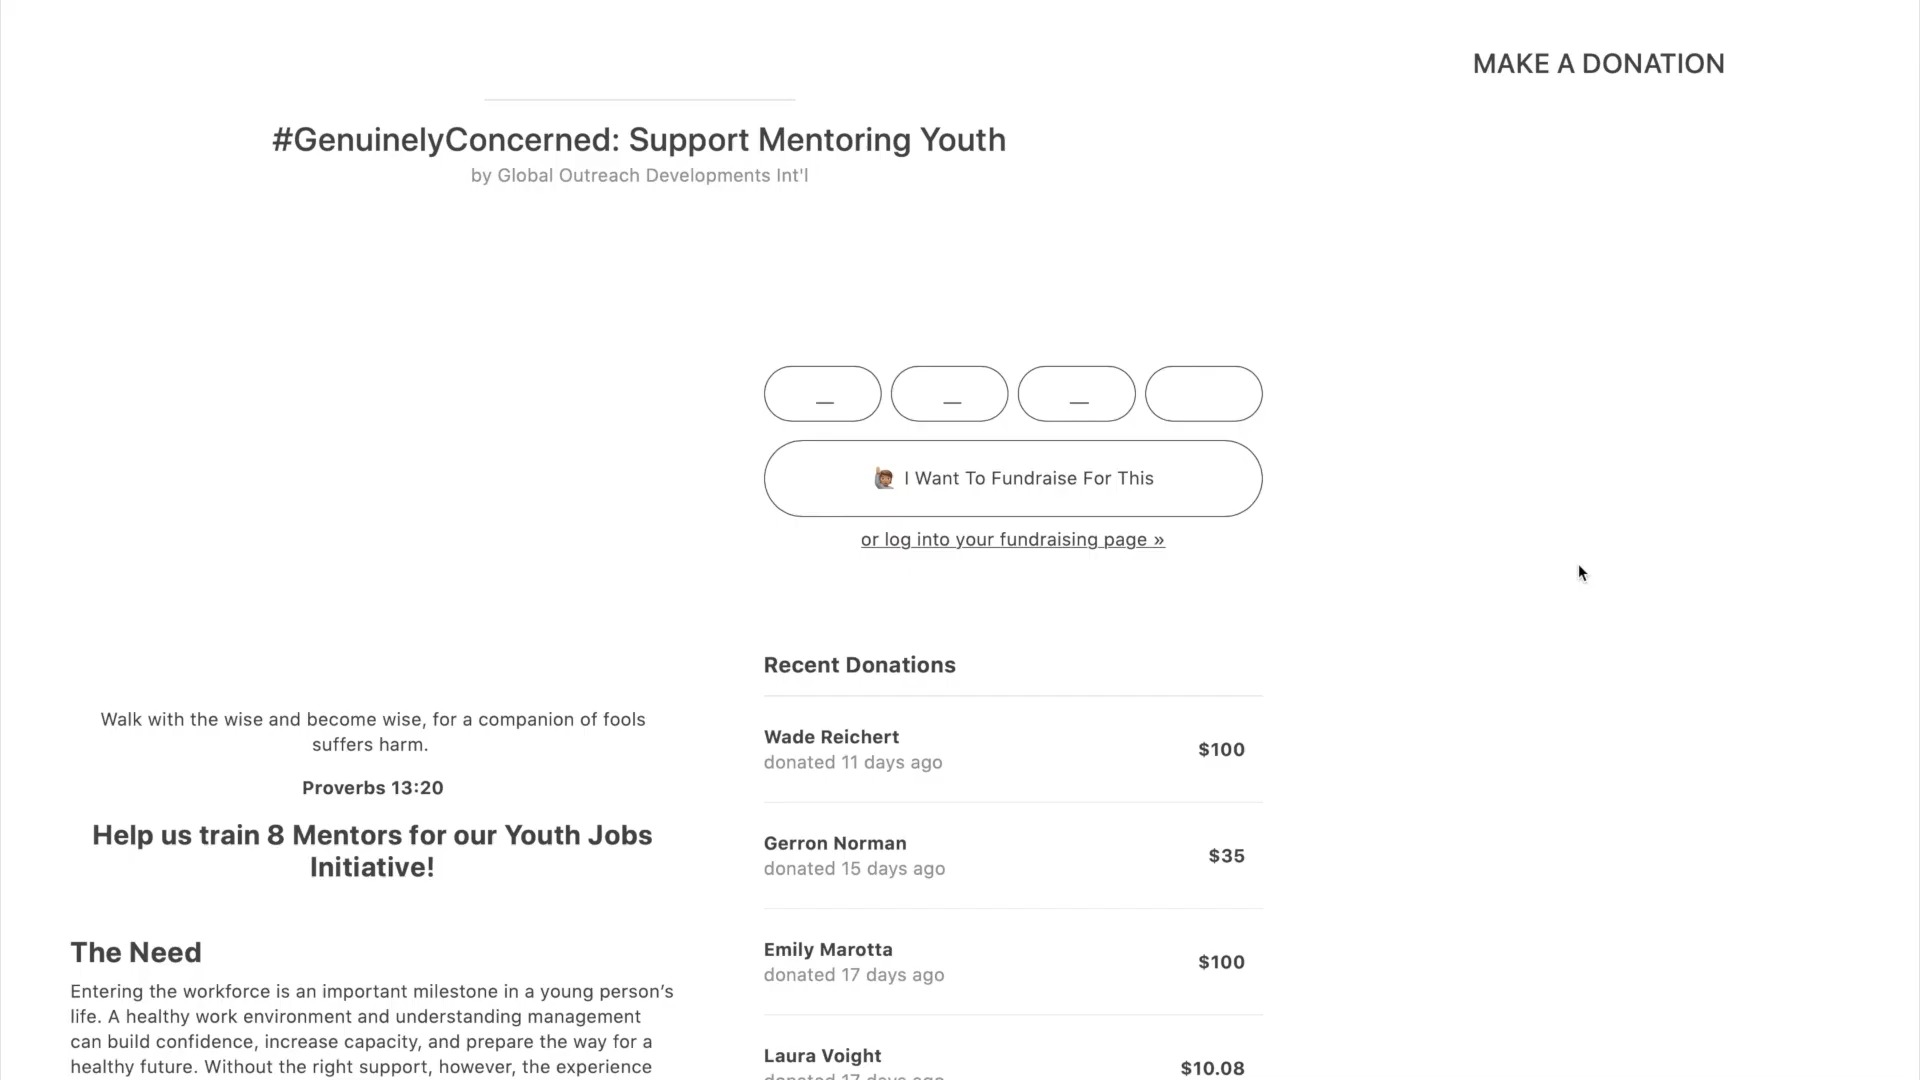 MAKE A DONATION
#GenuinelyConcerned: Support Mentoring Youth
by Global Outreach Developments Int'l
I Want To Fundraise For This
or log into your fundraising page »
Recent Donations
Wade Reichert
donated 11 days ago
$100
Gerron Norman
donated 15 days ago
$35
Emily Marotta
donated 17 days ago
$100
Laura Voight
donated 17 days ago
$10.08
Walk with the wise and become wise, for a companion of fools
suffers harm.
Proverbs 13:20
Help us train 8 Mentors for our Youth Jobs
Initiative!
The Need
Entering the workforce is an important milestone in a young person’s
life. A healthy work environment and understanding management
can build confidence, increase capacity, and prepare the way for a
healthy future. Without the right support, however, the experience